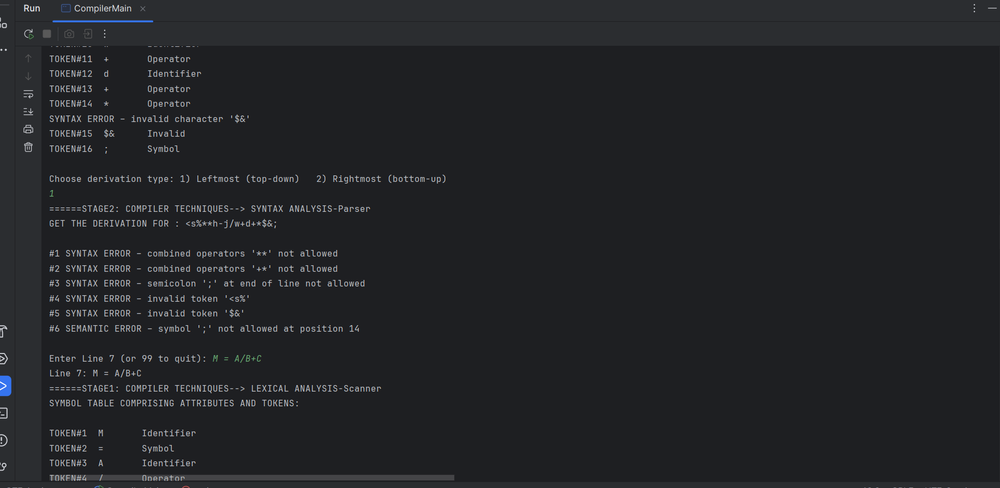 Run CompilerMain
TOKEN#11 + Operator
TOKEN#12 d Identifier
TOKEN#13 + Operator
TOKEN#14 * Operator
SYNTAX ERROR – invalid character '$&'
TOKEN#15 $& Invalid
TOKEN#16 ; Symbol
Choose derivation type: 1) Leftmost (top-down) 2) Rightmost (bottom-up)
1
======STAGE2: COMPILER TECHNIQUES--> SYNTAX ANALYSIS-Parser
GET THE DERIVATION FOR : <s%**h-j/w+d+*$&;
#1 SYNTAX ERROR – combined operators '**' not allowed
#2 SYNTAX ERROR – combined operators '+*' not allowed
#3 SYNTAX ERROR – semicolon ';' at end of line not allowed
#4 SYNTAX ERROR – invalid token '<s%'
#5 SYNTAX ERROR – invalid token '$&'
#6 SEMANTIC ERROR – symbol ';' not allowed at position 14
Enter Line 7 (or 99 to quit): M = A/B+C
Line 7: M = A/B+C
======STAGE1: COMPILER TECHNIQUES--> LEXICAL ANALYSIS-Scanner
SYMBOL TABLE COMPRISING ATTRIBUTES AND TOKENS:
TOKEN#1 M Identifier
TOKEN#2 = Symbol
TOKEN#3 A Identifier
TOKEN#4 / Operator